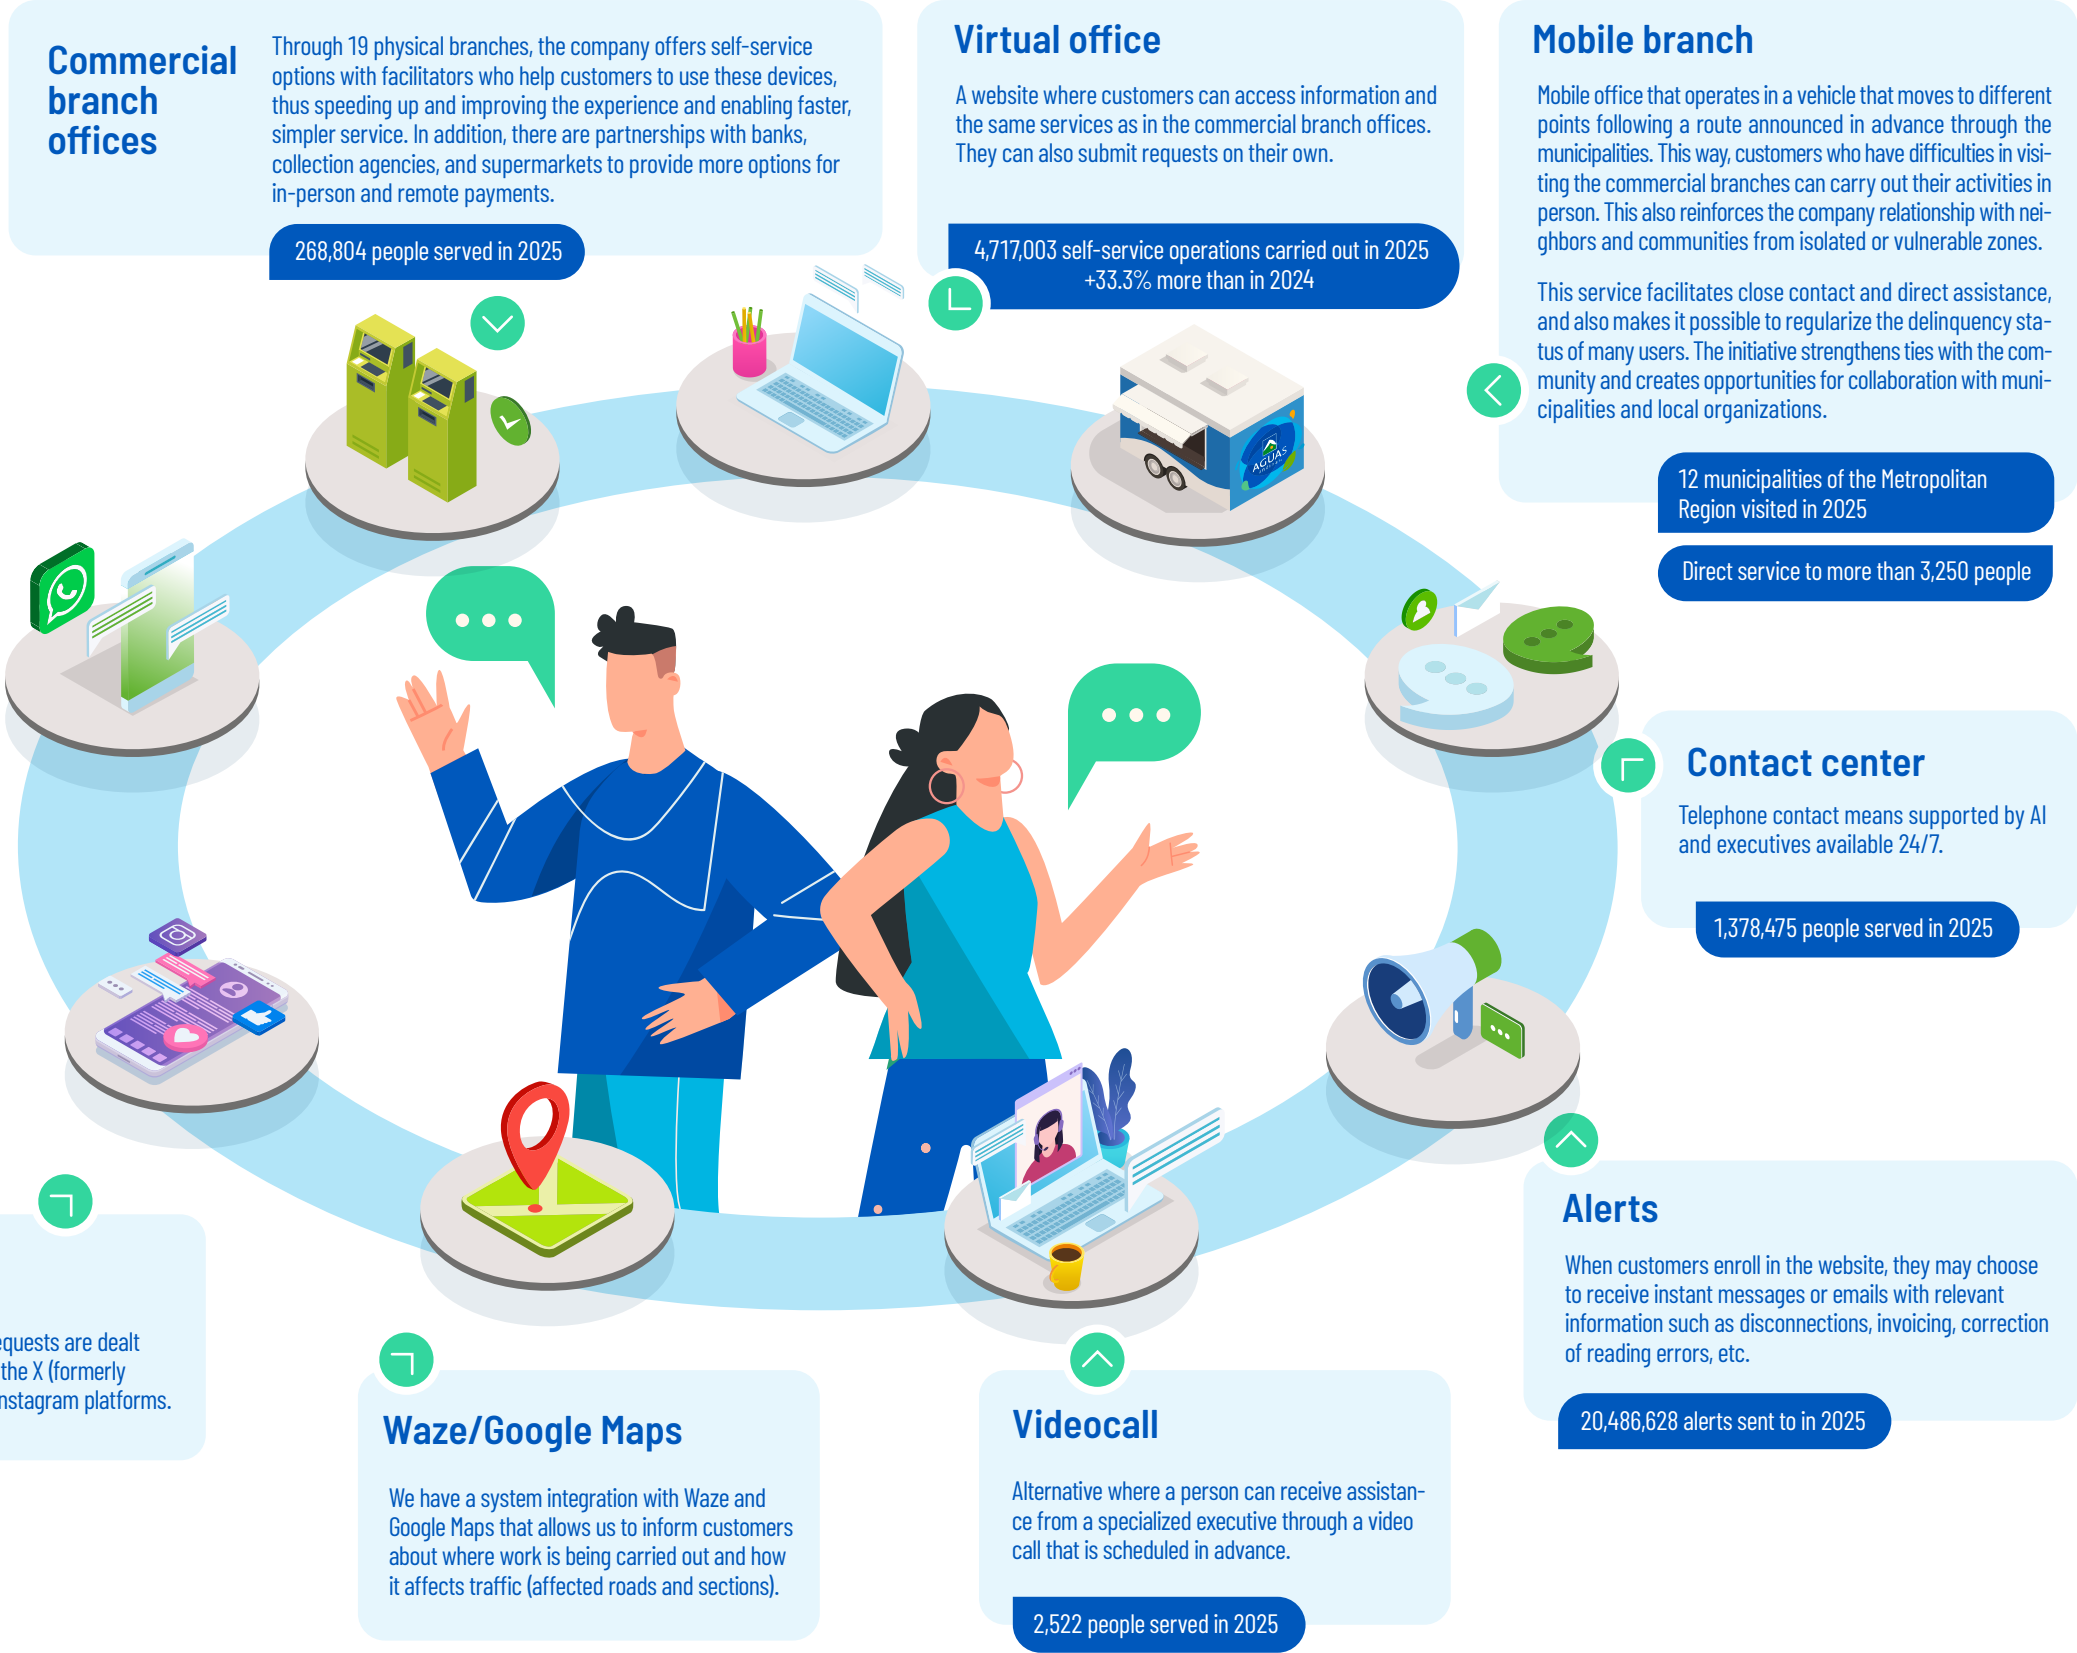 Commercial
branch
offices
Through 19 physical branches, the company offers self-service
options with facilitators who help customers to use these devices,
thus speeding up and improving the experience and enabling faster,
simpler service. In addition, there are partnerships with banks,
collection agencies, and supermarkets to provide more options for
in-person and remote payments.
268,804 people served in 2025
Virtual office
A website where customers can access information and
the same services as in the commercial branch offices.
They can also submit requests on their own.
4,717,003 self-service operations carried out in 2025
+33.3% more than in 2024
Mobile branch
Mobile office that operates in a vehicle that moves to different
points following a route announced in advance through the
municipalities. This way, customers who have difficulties in visi-
ting the commercial branches can carry out their activities in
person. This also reinforces the company relationship with nei-
ghbors and communities from isolated or vulnerable zones.
This service facilitates close contact and direct assistance,
and also makes it possible to regularize the delinquency sta-
tus of many users. The initiative strengthens ties with the com-
munity and creates opportunities for collaboration with muni-
cipalities and local organizations.
12 municipalities of the Metropolitan
Region visited in 2025
Direct service to more than 3,250 people
AGUAS
Contact center
Telephone contact means supported by AI
and executives available 24/7.
1,378,475 people served in 2025
Alerts
When customers enroll in the website, they may choose
to receive instant messages or emails with relevant
information such as disconnections, invoicing, correction
of reading errors, etc.
20,486,628 alerts sent to in 2025
equests are dealt
the X (formerly
nstagram platforms.
Waze/Google Maps
We have a system integration with Waze and
Google Maps that allows us to inform customers
about where work is being carried out and how
it affects traffic (affected roads and sections).
Videocall
Alternative where a person can receive assistan-
ce from a specialized executive through a video
call that is scheduled in advance.
2,522 people served in 2025